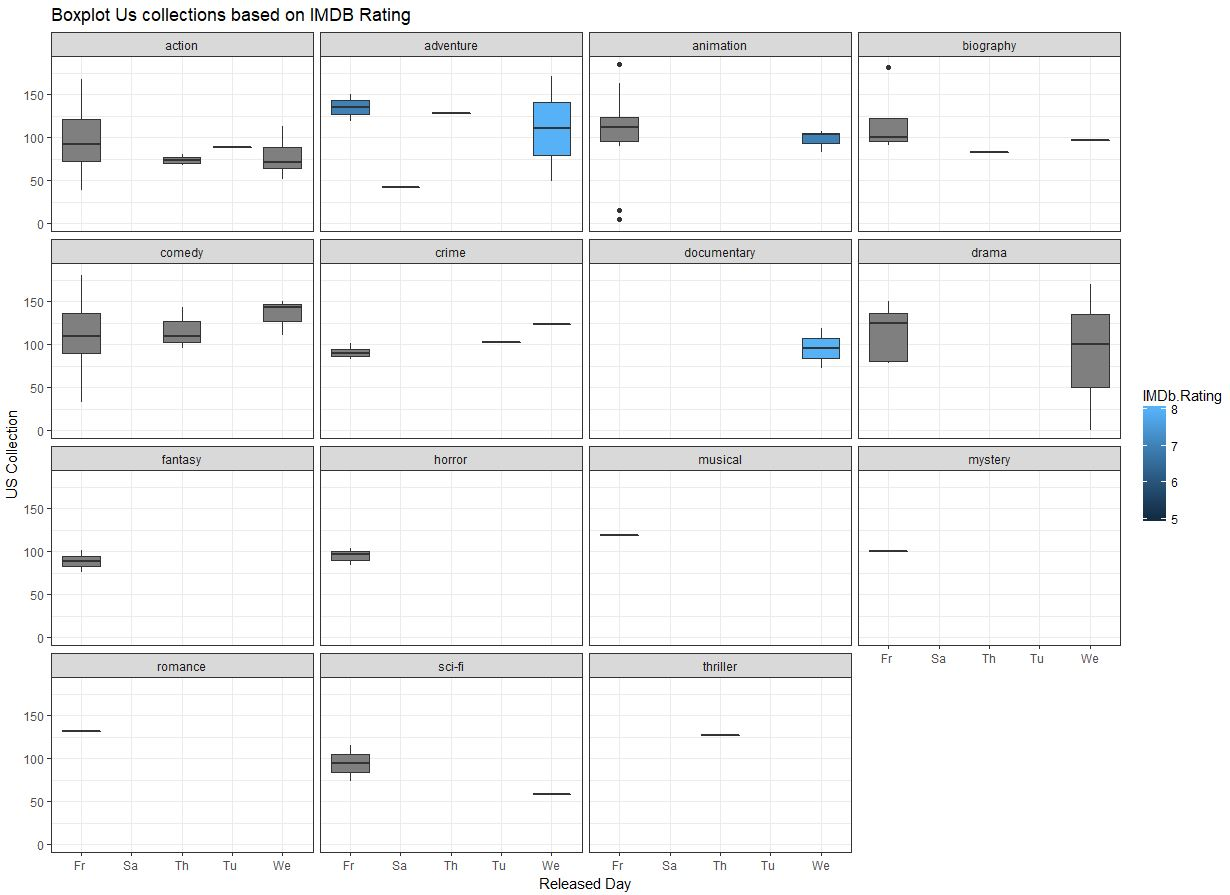 Boxplot Us collections based on IMDB Rating
action adventure animation biography
150
100
50
0
comedy crime documentary drama
150
100
50
0
US Collection
IMDb.Rating
8
7
6
5
fantasy horror musical mystery
150
100
50
0
Fr Sa Th Tu We
romance sci-fi thriller
150
100
50
0
Fr Sa Th Tu We Fr Sa Th Tu We Fr Sa Th Tu We
Released Day